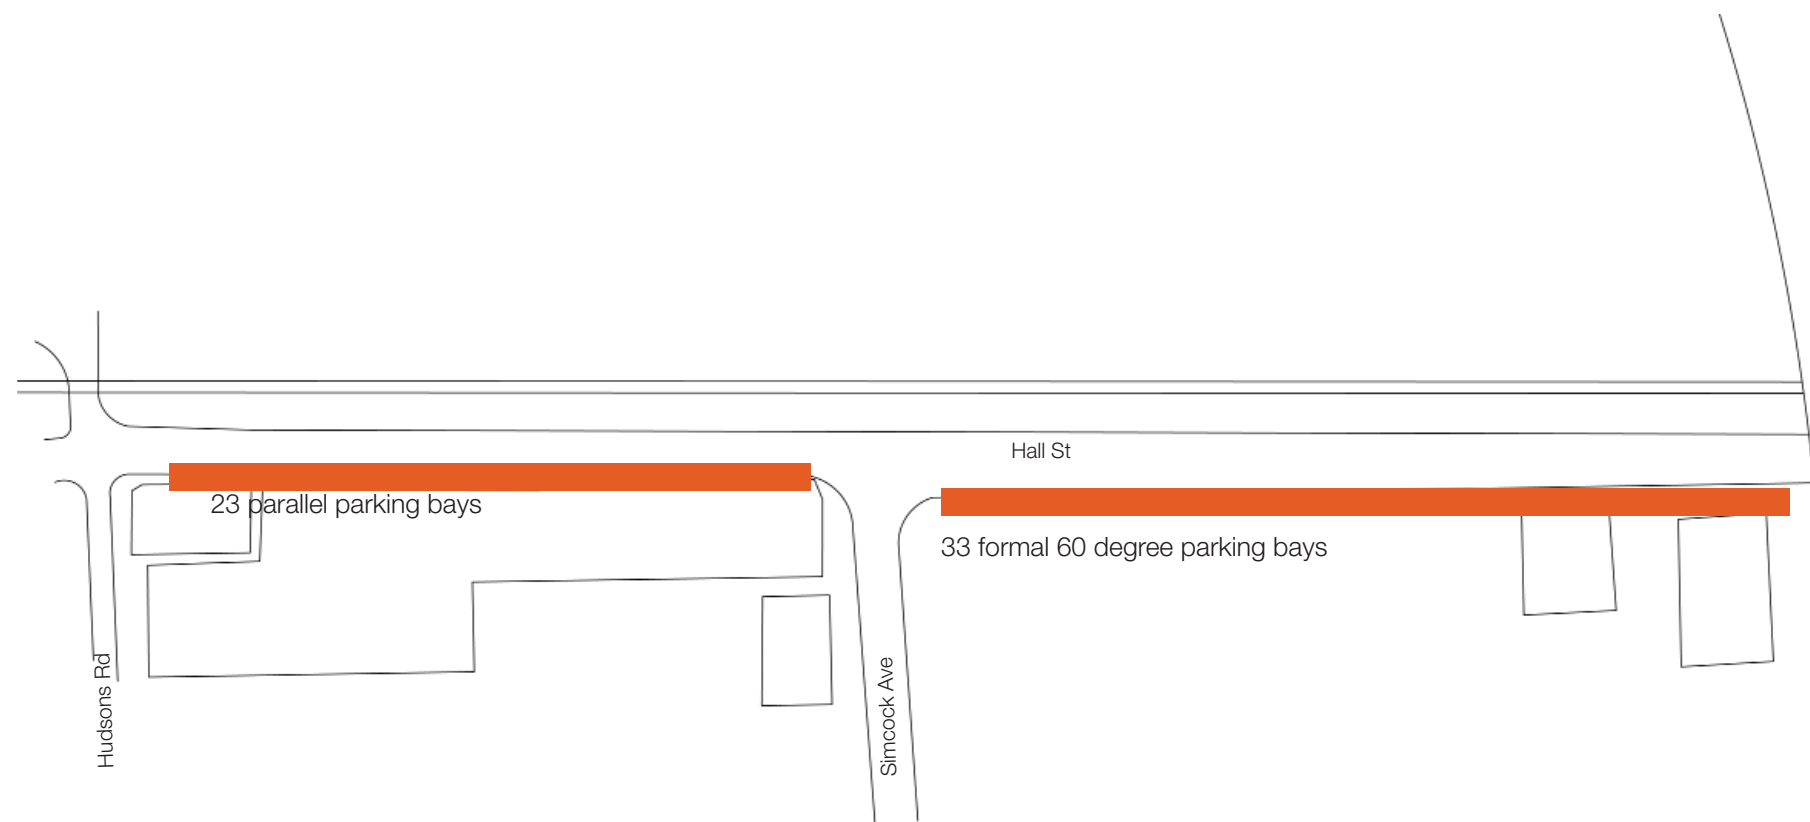 Hall St
23 parallel parking bays
33 formal 60 degree parking bays
Hudsons Rd
Simcock Ave